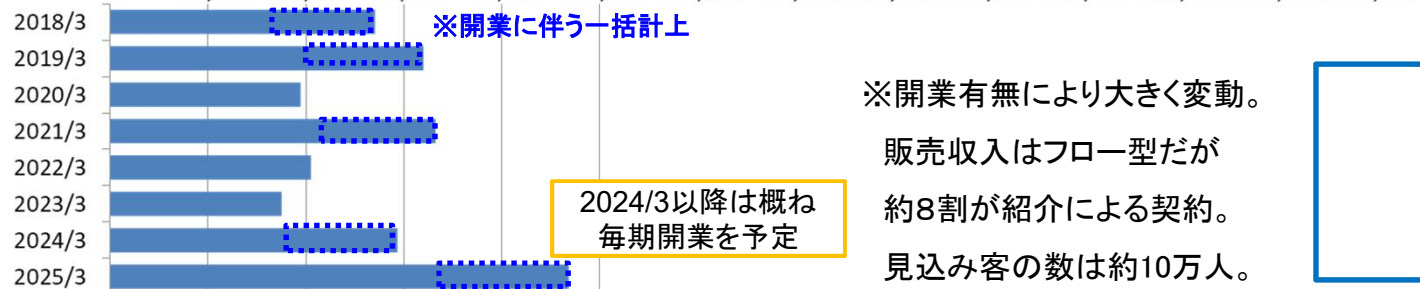 2018/3
※開業に伴う一括計上
2019/3
2020/3
2021/3
2022/3
2023/3
2024/3
2025/3
2024/3以降は概ね
毎期開業を予定
※開業有無により大きく変動。
販売収入はフロー型だが
約8割が紹介による契約。
見込み客の数は約10万人。